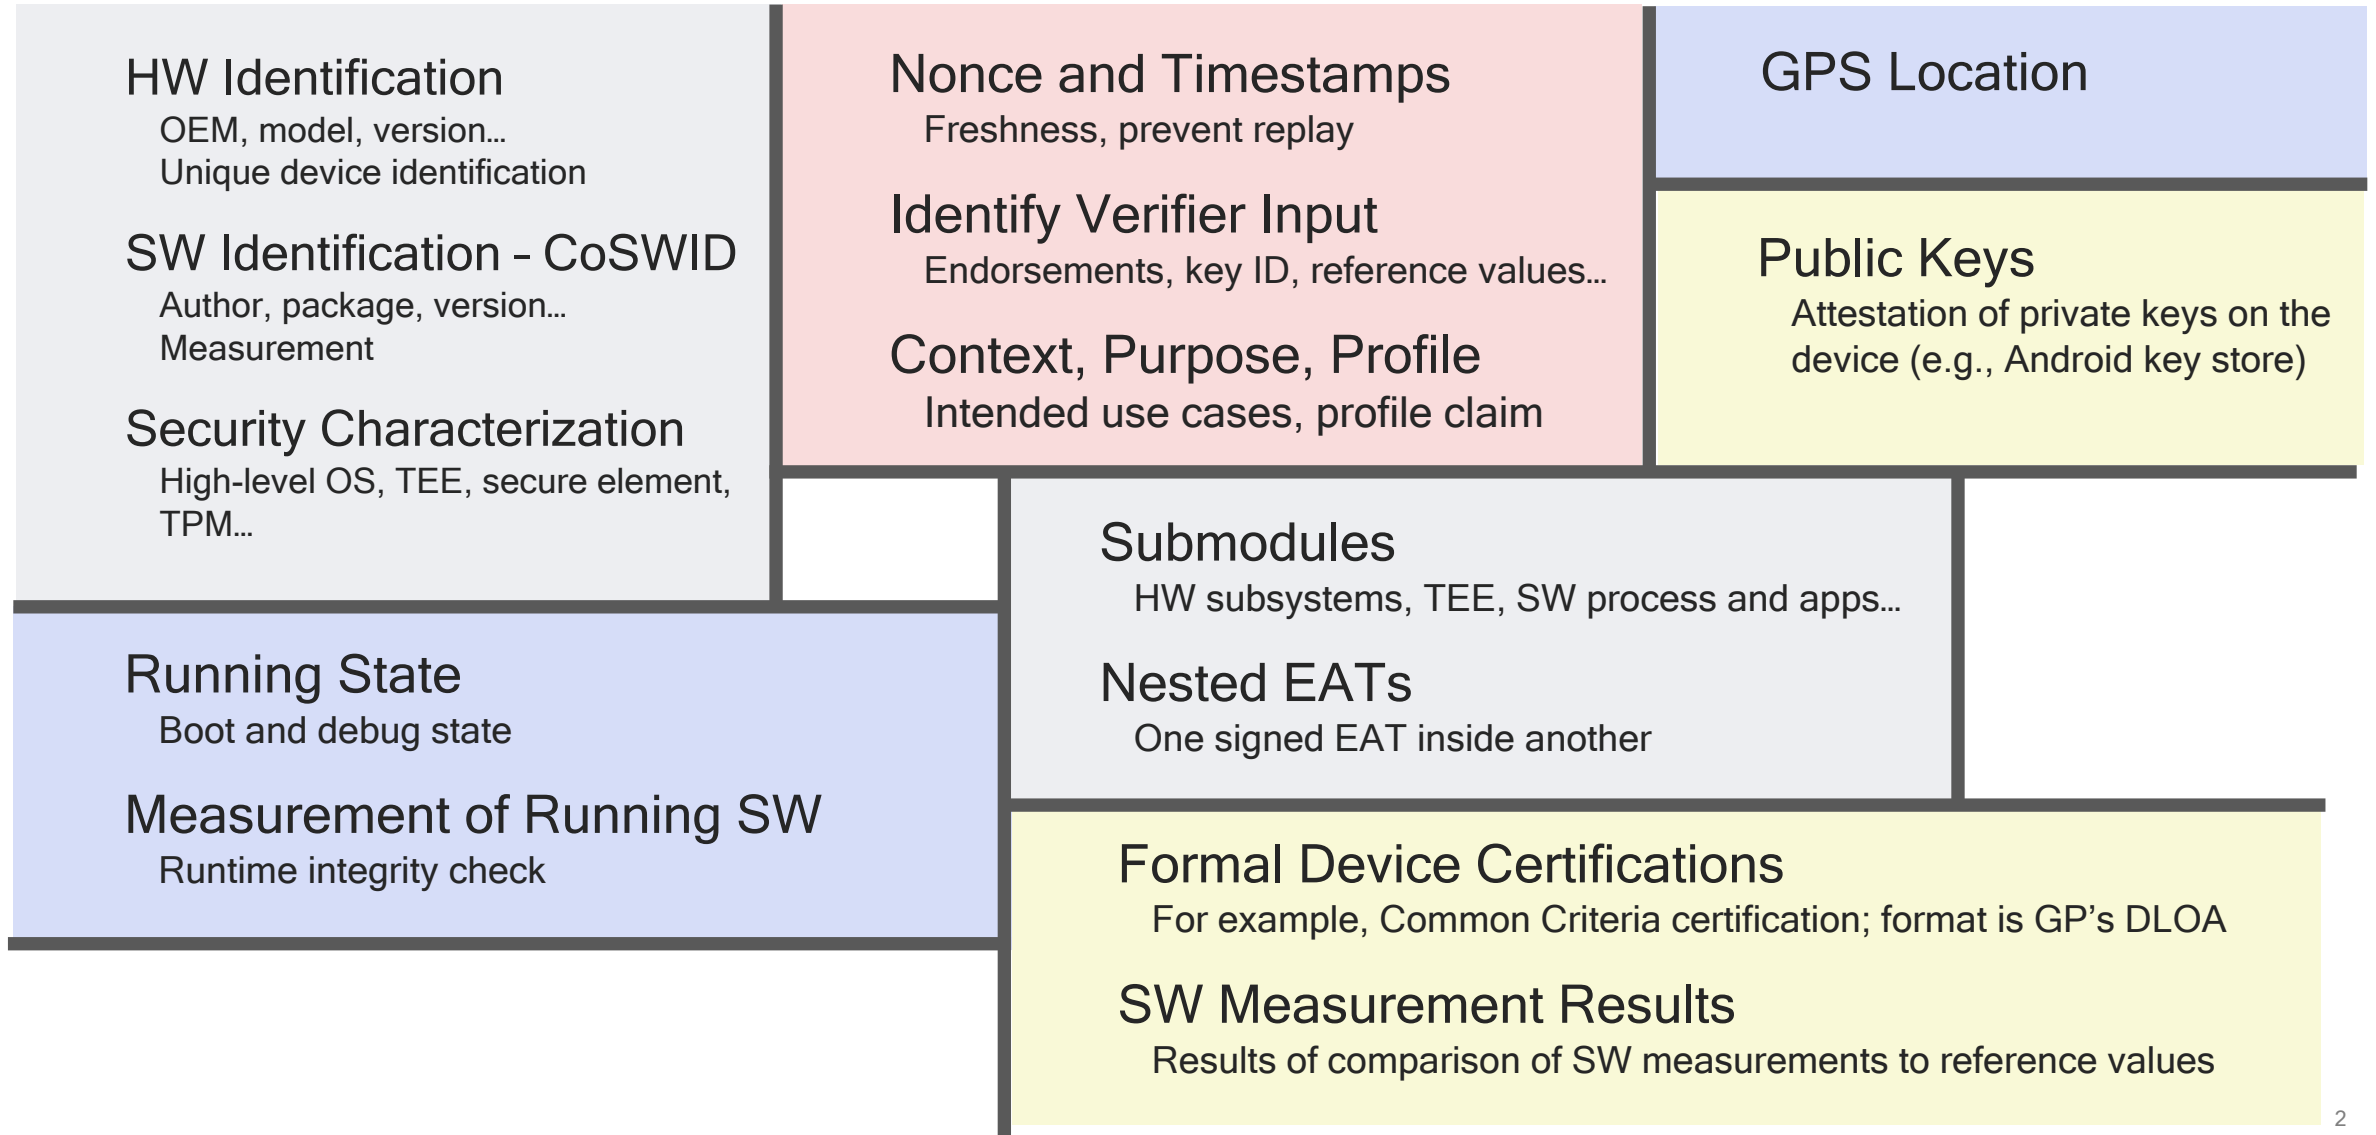 HW Identification
OEM, model, version…
Unique device identification
SW Identification – CoSWID
Author, package, version…
Measurement
Security Characterization
High-level OS, TEE, secure element,
TPM…
Nonce and Timestamps
Freshness, prevent replay
Identify Verifier Input
Endorsements, key ID, reference values…
Context, Purpose, Profile
Intended use cases, profile claim
GPS Location
Public Keys
Attestation of private keys on the
device (e.g., Android key store)
Running State
Boot and debug state
Measurement of Running SW
Runtime integrity check
Submodules
HW subsystems, TEE, SW process and apps…
Nested EATs
One signed EAT inside another
Formal Device Certifications
For example, Common Criteria certification; format is GP’s DLOA
SW Measurement Results
Results of comparison of SW measurements to reference values
2